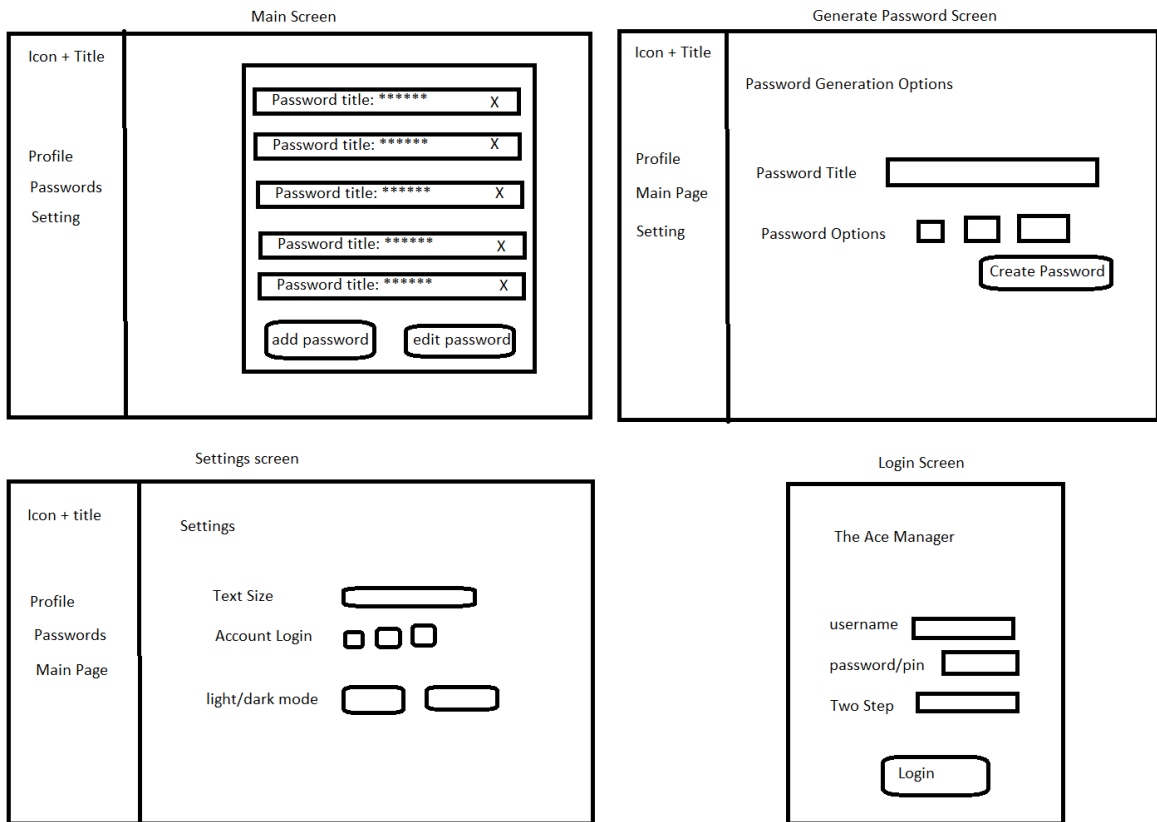 Main Screen
Icon + Title
Profile
Passwords
Setting
Password title: ****** X
Password title: ****** X
Password title: ****** X
Password title: ****** X
Password title: ****** X
add password edit password
Generate Password Screen
Icon + Title
Profile
Main Page
Setting
Password Generation Options
Password Title
Password Options
Create Password
Settings screen
Icon + title
Profile
Passwords
Main Page
Settings
Text Size
Account Login
light/dark mode
Login Screen
The Ace Manager
username
password/pin
Two Step
Login